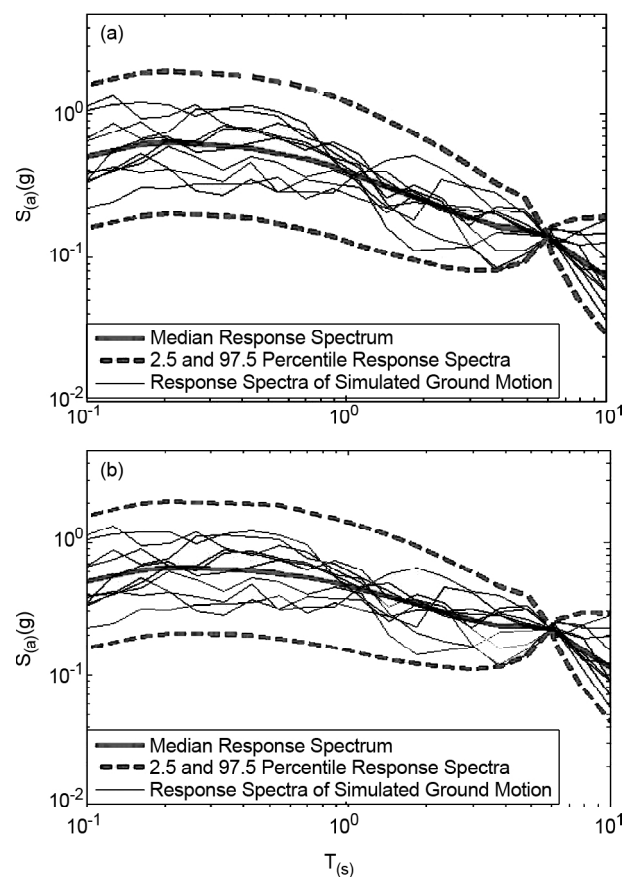 (a)
10^0
10^-1
10^-2
S(a)(g)
Median Response Spectrum
2.5 and 97.5 Percentile Response Spectra
Response Spectra of Simulated Ground Motion
10^-1
10^0
10^1
(b)
10^0
10^-1
10^-2
S(a)(g)
Median Response Spectrum
2.5 and 97.5 Percentile Response Spectra
Response Spectra of Simulated Ground Motion
10^-1
10^0
10^1
T(s)